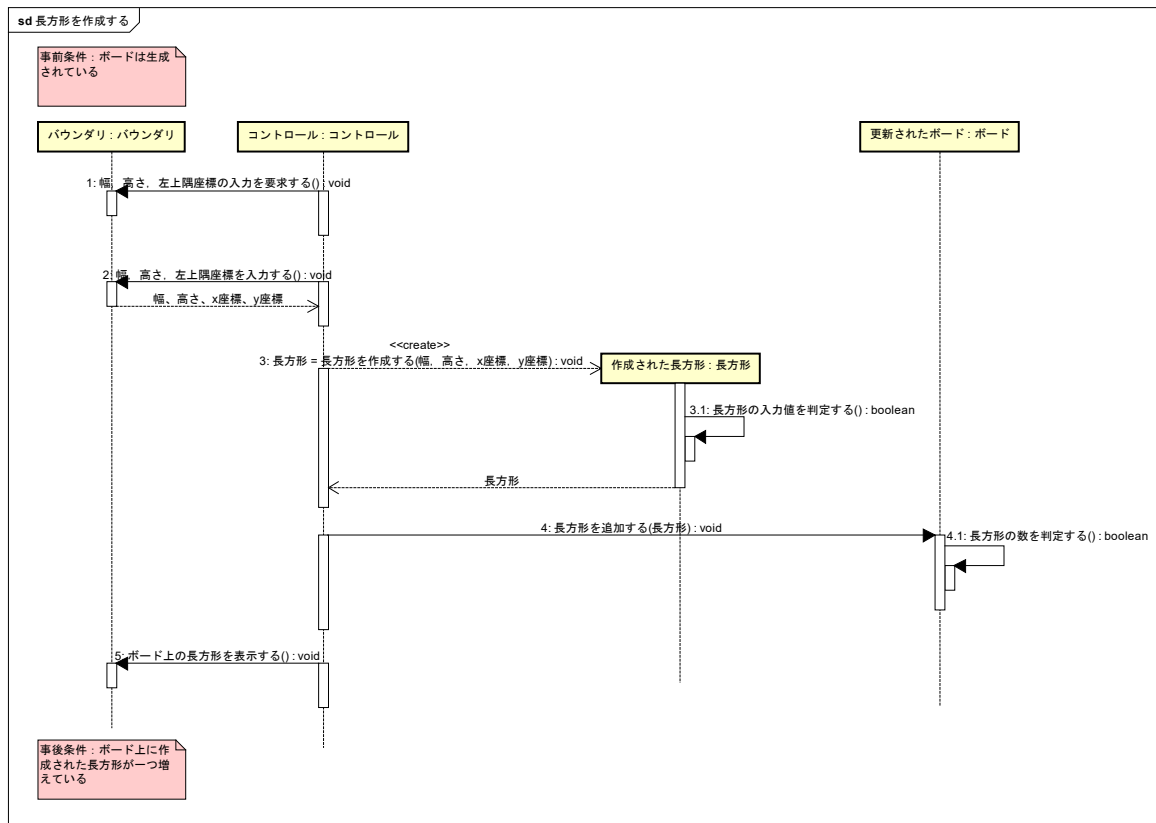 sd 長方形を作成する
事前条件：ボードは生成
されている
バウンダリ : バウンダリ
コントロール : コントロール
更新されたボード : ボード
1: 幅，高さ，左上隅座標の入力を要求する() : void
2: 幅，高さ，左上隅座標を入力する() : void
幅、高さ、x座標、y座標
<<create>>
3: 長方形 = 長方形を作成する(幅，高さ，x座標，y座標) : void
作成された長方形 : 長方形
3.1: 長方形の入力値を判定する() : boolean
長方形
4: 長方形を追加する(長方形) : void
4.1: 長方形の数を判定する() : boolean
5: ボード上の長方形を表示する() : void
事後条件：ボード上に作
成された長方形が一つ増
えている